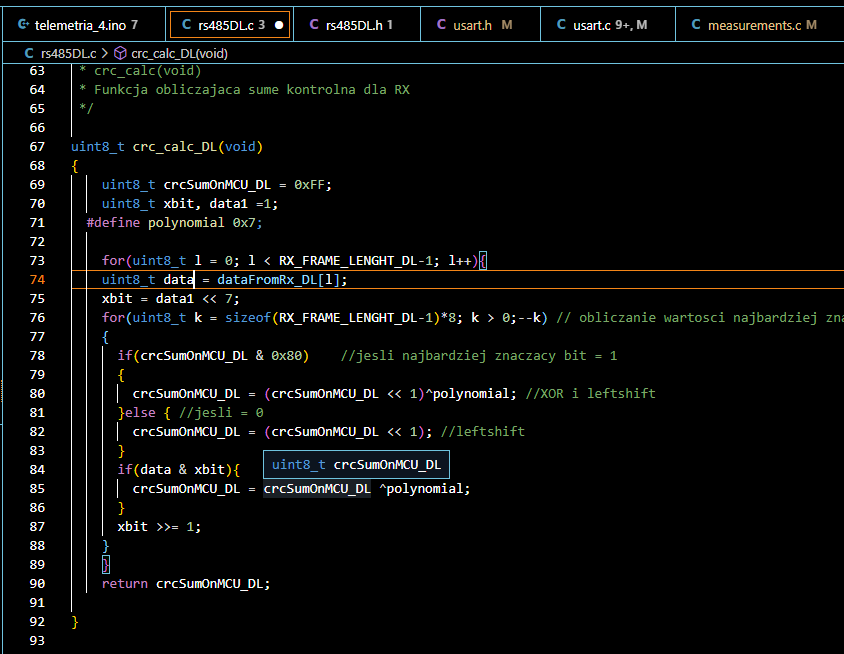 telemetria_4.ino 7
C rs485DL.c 3
C rs485DL.h 1
C usart.h M
C usart.c 9+, M
C measurements.c M
C rs485DL.c > crc_calc_DL(void)
63 * crc_calc(void)
64 * Funkcja obliczajaca sume kontrolna dla RX
65 */
66
67 uint8_t crc_calc_DL(void)
68 {
69 uint8_t crcSumOnMCU_DL = 0xFF;
70 uint8_t xbit, data1 =1;
71 #define polynomial 0x7;
72
73 for(uint8_t l = 0; l < RX_FRAME_LENGHT_DL-1; l++){
74 uint8_t data = dataFromRx_DL[l];
75 xbit = data1 << 7;
76 for(uint8_t k = sizeof(RX_FRAME_LENGHT_DL-1)*8; k > 0;--k) // obliczanie wartosci najbardziej zna
77 {
78 if(crcSumOnMCU_DL & 0x80) //jesli najbardziej znaczacy bit = 1
79 {
80 crcSumOnMCU_DL = (crcSumOnMCU_DL << 1)^polynomial; //XOR i leftshift
81 }else { //jesli = 0
82 crcSumOnMCU_DL = (crcSumOnMCU_DL << 1); //leftshift
83 }
84 if(data & xbit){
uint8_t crcSumOnMCU_DL
85 crcSumOnMCU_DL = crcSumOnMCU_DL ^polynomial;
86 }
87 xbit >>= 1;
88 }
89 }
90 return crcSumOnMCU_DL;
91
92 }
93